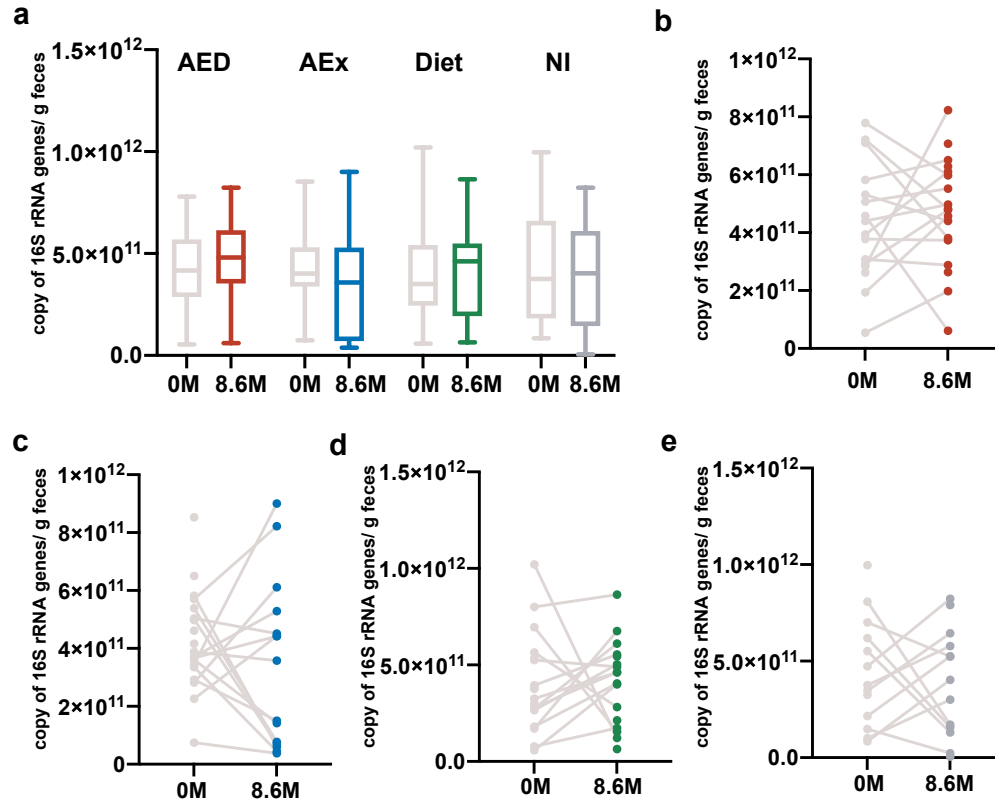 a
copy of 16S rRNA genes/ g feces
1.5×10¹²
1.0×10¹²
5.0×10¹¹
0.0
AED AEx Diet NI
0M 8.6M 0M 8.6M 0M 8.6M 0M 8.6M
b
copy of 16S rRNA genes/ g feces
1×10¹²
8×10¹¹
6×10¹¹
4×10¹¹
2×10¹¹
0
0M 8.6M
c
copy of 16S rRNA genes/ g feces
1×10¹²
8×10¹¹
6×10¹¹
4×10¹¹
2×10¹¹
0
0M 8.6M
d
copy of 16S rRNA genes/ g feces
1.5×10¹²
1.0×10¹²
5.0×10¹¹
0.0
0M 8.6M
e
copy of 16S rRNA genes/ g feces
1.5×10¹²
1.0×10¹²
5.0×10¹¹
0.0
0M 8.6M